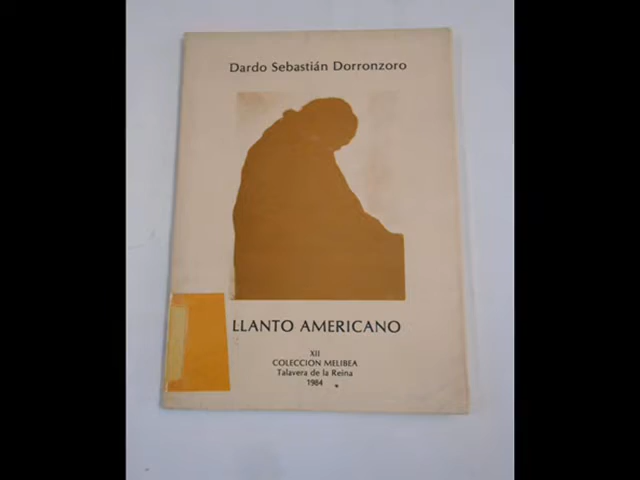 Dardo Sebastián Dorronzoro
LLANTO AMERICANO
XII
COLECCION MELIBEA
Talavera de la Reina
1984